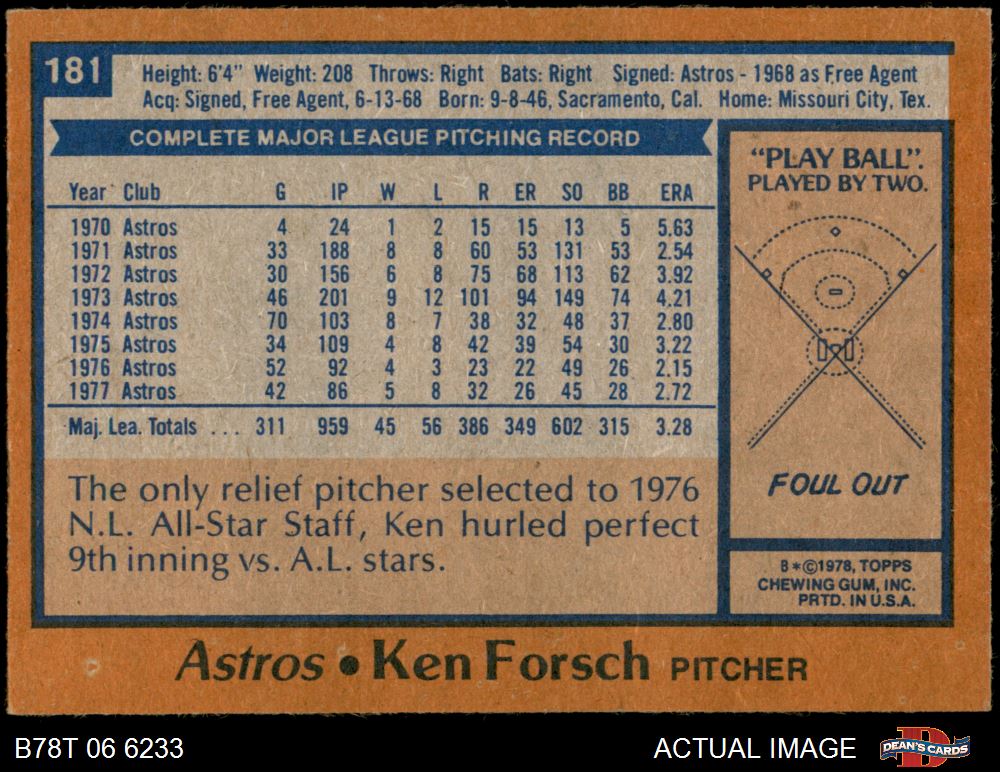 181
Height: 6'4" Weight: 208 Throws: Right Bats: Right Signed: Astros - 1968 as Free Agent
Acq: Signed, Free Agent, 6-13-68 Born: 9-8-46, Sacramento, Cal. Home: Missouri City, Tex.
COMPLETE MAJOR LEAGUE PITCHING RECORD
Year Club G IP W L R ER SO BB ERA
1970 Astros 4 24 1 2 15 15 13 5 5.63
1971 Astros 33 188 8 8 60 53 131 53 2.54
1972 Astros 30 156 6 8 75 68 113 62 3.92
1973 Astros 46 201 9 12 101 94 149 74 4.21
1974 Astros 70 103 8 7 38 32 48 37 2.80
1975 Astros 34 109 4 8 42 39 54 30 3.22
1976 Astros 52 92 4 3 23 22 49 26 2.15
1977 Astros 42 86 5 8 32 26 45 28 2.72
Maj. Lea. Totals ... 311 959 45 56 386 349 602 315 3.28
The only relief pitcher selected to 1976
N.L. All-Star Staff, Ken hurled perfect
9th inning vs. A.L. stars.
"PLAY BALL".
PLAYED BY TWO.
FOUL OUT
B*©1978, TOPPS
CHEWING GUM, INC.
PRTD. IN U.S.A.
Astros • Ken Forsch PITCHER
B78T 06 6233
ACTUAL IMAGE
D
DEAN'S CARDS